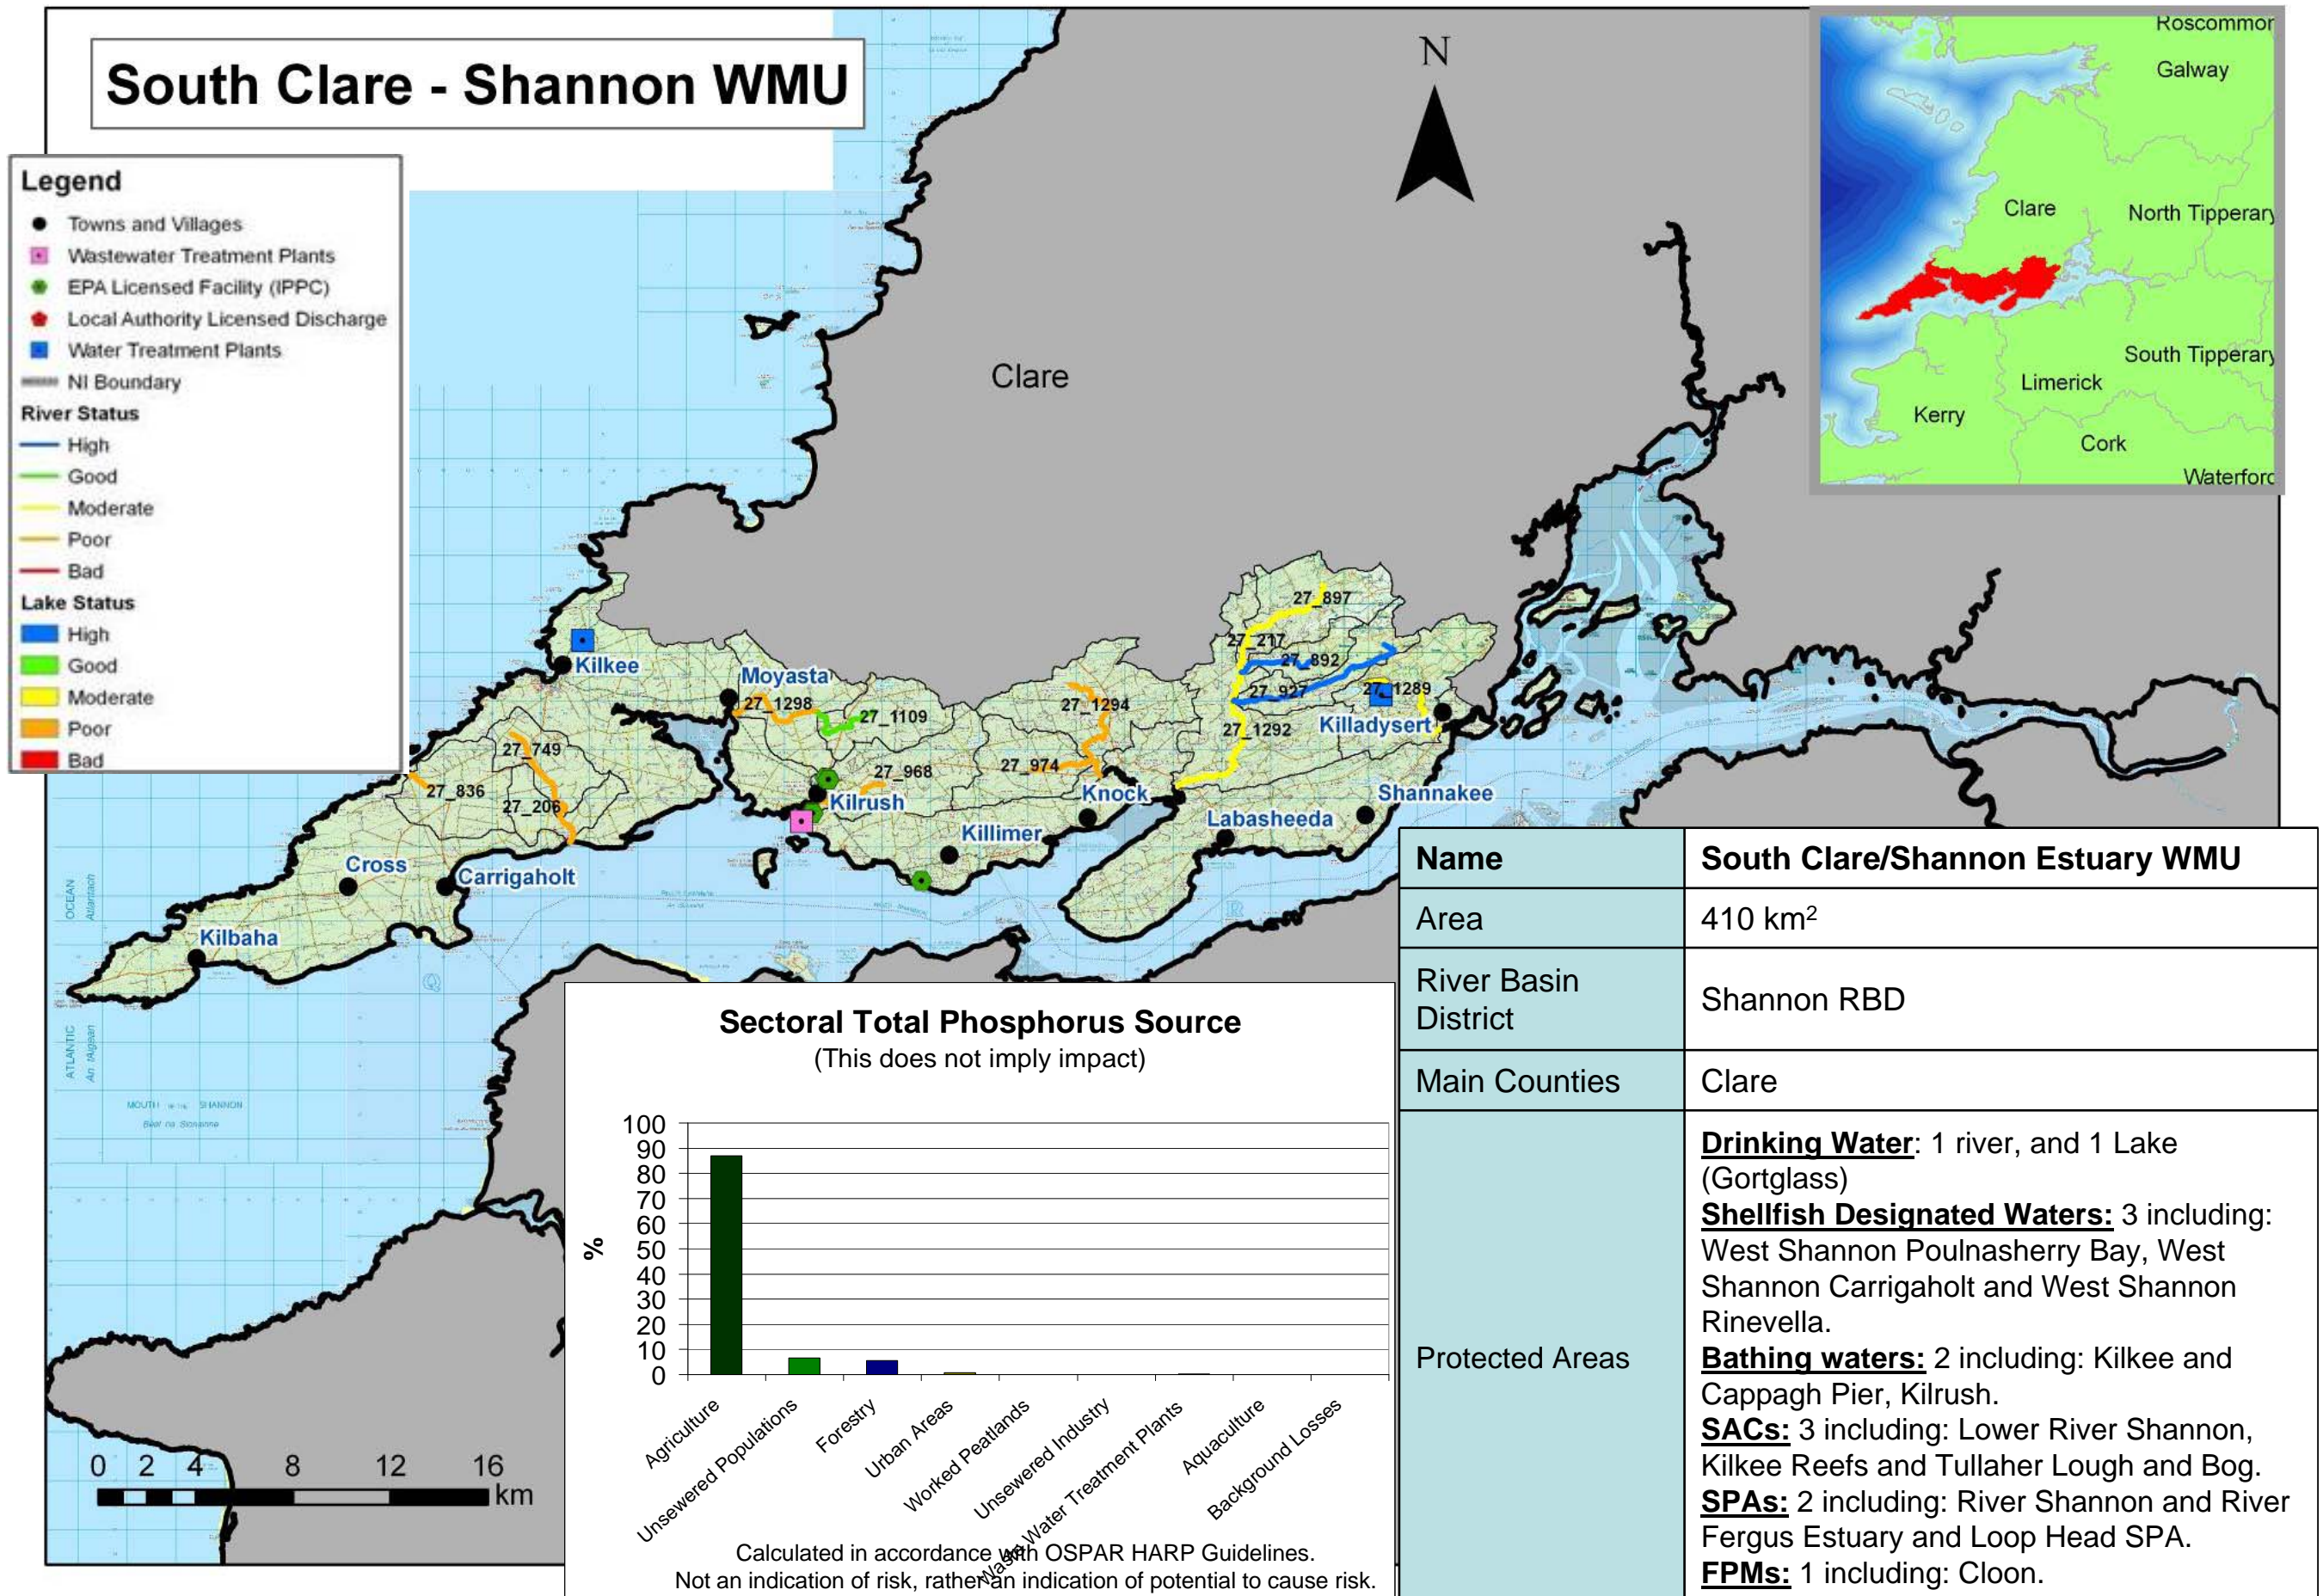 South Clare - Shannon WMU
Legend
Towns and Villages
Wastewater Treatment Plants
EPA Licensed Facility (IPPC)
Local Authority Licensed Discharge
Water Treatment Plants
NI Boundary
River Status
High
Good
Moderate
Poor
Bad
Lake Status
High
Good
Moderate
Poor
Bad
N
Clare
Roscommon
Galway
Clare
North Tipperary
South Tipperary
Limerick
Kerry
Cork
Waterford
27_897
27_217
27_892
27_927
27_1289
27_1292
Killadysert
Kilkee
Moyasta
27_1298
27_1109
27_1294
27_749
27_968
27_974
27_836
27_206
Kilrush
Knock
Shannakee
Labasheeda
Killimer
Cross
Carrigaholt
Kilbaha
OCEAN
ATLANTIC
MOUTH OF THE SHANNON
Q
R
0 2 4 8 12 16
km
Sectoral Total Phosphorus Source
(This does not imply impact)
%
100
90
80
70
60
50
40
30
20
10
0
Agriculture
Unsewered Populations
Forestry
Urban Areas
Worked Peatlands
Unsewered Industry
Waste Water Treatment Plants
Aquaculture
Background Losses
Calculated in accordance with OSPAR HARP Guidelines.
Not an indication of risk, rather an indication of potential to cause risk.
Name South Clare/Shannon Estuary WMU
Area 410 km²
River Basin
District
Shannon RBD
Main Counties Clare
Protected Areas
Drinking Water: 1 river, and 1 Lake
(Gortglass)
Shellfish Designated Waters: 3 including:
West Shannon Poulnasherry Bay, West
Shannon Carrigaholt and West Shannon
Rinevella.
Bathing waters: 2 including: Kilkee and
Cappagh Pier, Kilrush.
SACs: 3 including: Lower River Shannon,
Kilkee Reefs and Tullaher Lough and Bog.
SPAs: 2 including: River Shannon and River
Fergus Estuary and Loop Head SPA.
FPMs: 1 including: Cloon.